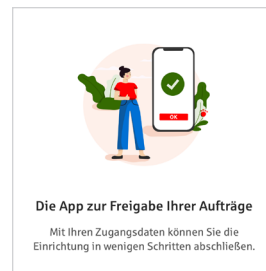 OK
Die App zur Freigabe Ihrer Aufträge
Mit Ihren Zugangsdaten können Sie die
Einrichtung in wenigen Schritten abschließen.